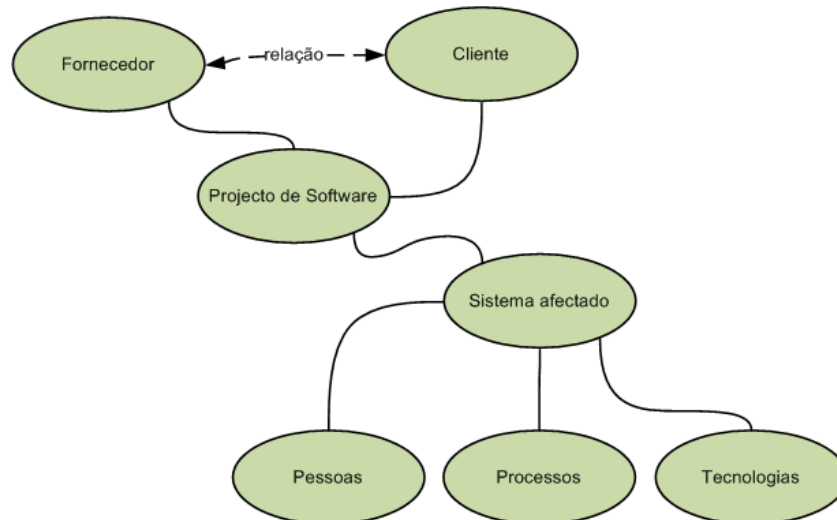 Fornecedor
relação
Cliente
Projecto de Software
Sistema afectado
Pessoas
Processos
Tecnologias